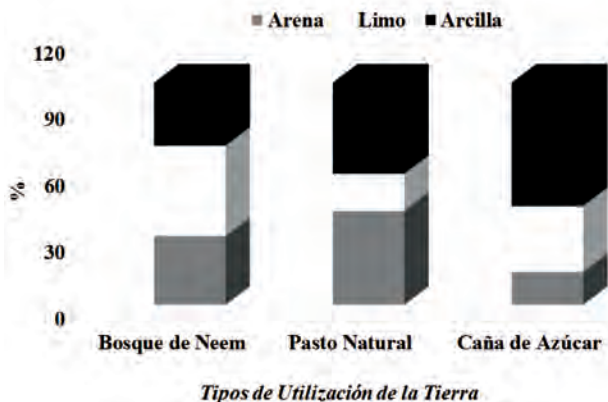 Arena Limo Arcilla
120
90
60
30
0
%
Bosque de Neem Pasto Natural Caña de Azúcar
Tipos de Utilización de la Tierra